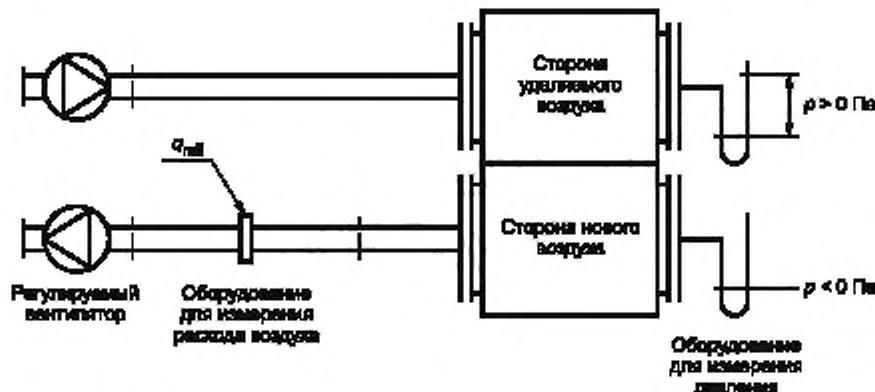 Сторона
удаляемого
воздуха
p > 0 Па
Сторона нового
воздуха
p < 0 Па
Регулируемый
вентилятор
Оборудование
для измерения
расхода воздуха
Оборудование
для измерения
давления